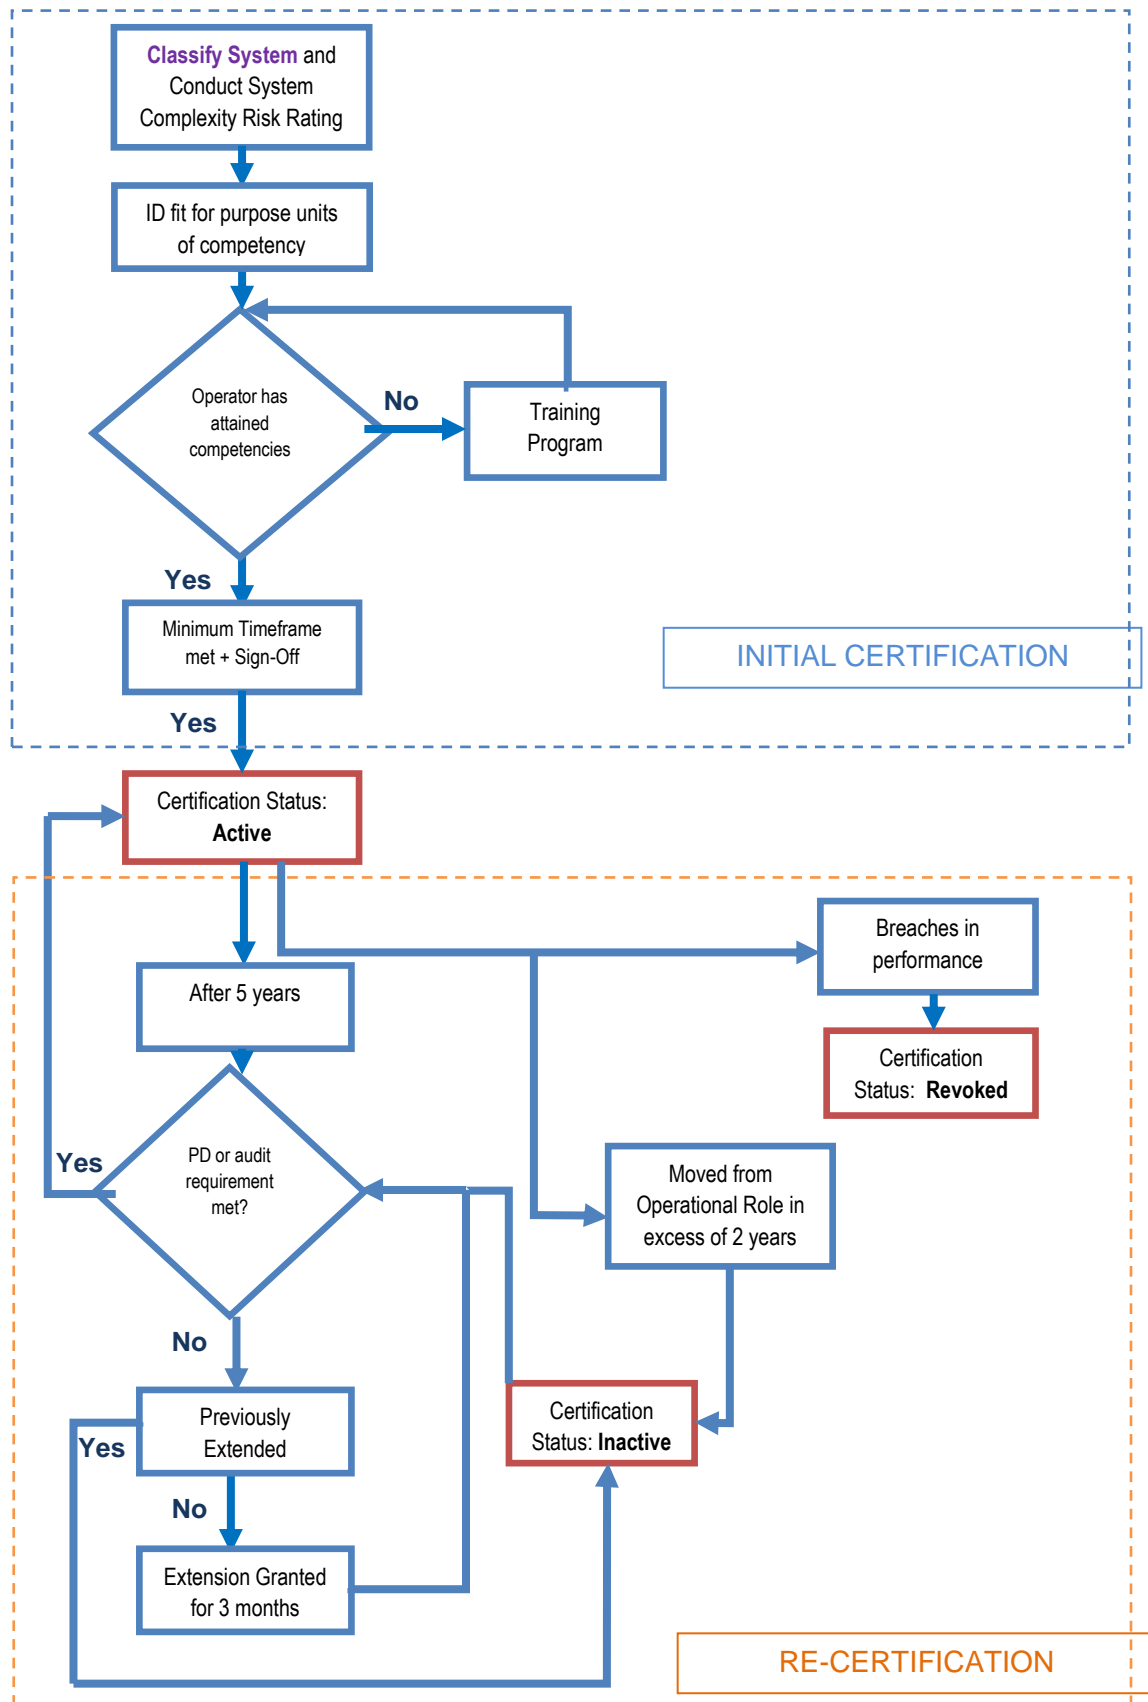 Classify System and
Conduct System
Complexity Risk Rating
ID fit for purpose units
of competency
Operator has
attained
competencies
No
Training
Program
Yes
Minimum Timeframe
met + Sign-Off
INITIAL CERTIFICATION
Yes
Certification Status:
Active
Breaches in
performance
After 5 years
Certification
Status: Revoked
Yes
PD or audit
requirement
met?
Moved from
Operational Role in
excess of 2 years
No
Previously
Extended
Yes
Certification
Status: Inactive
No
Extension Granted
for 3 months
RE-CERTIFICATION